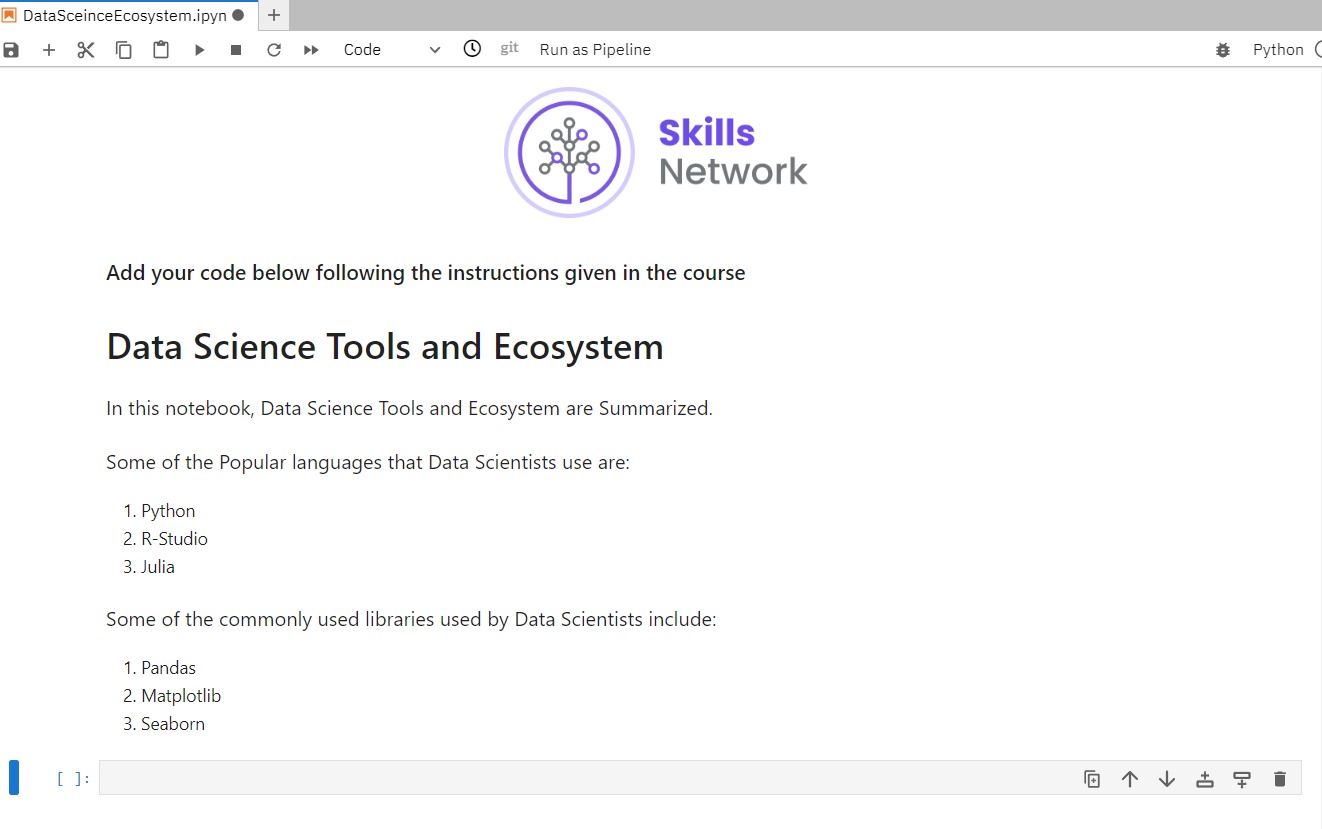 DataSceinceEcosystem.ipyn
Code git Run as Pipeline Python
Skills
Network
Add your code below following the instructions given in the course
Data Science Tools and Ecosystem
In this notebook, Data Science Tools and Ecosystem are Summarized.
Some of the Popular languages that Data Scientists use are:
1. Python
2. R-Studio
3. Julia
Some of the commonly used libraries used by Data Scientists include:
1. Pandas
2. Matplotlib
3. Seaborn
[ ]: